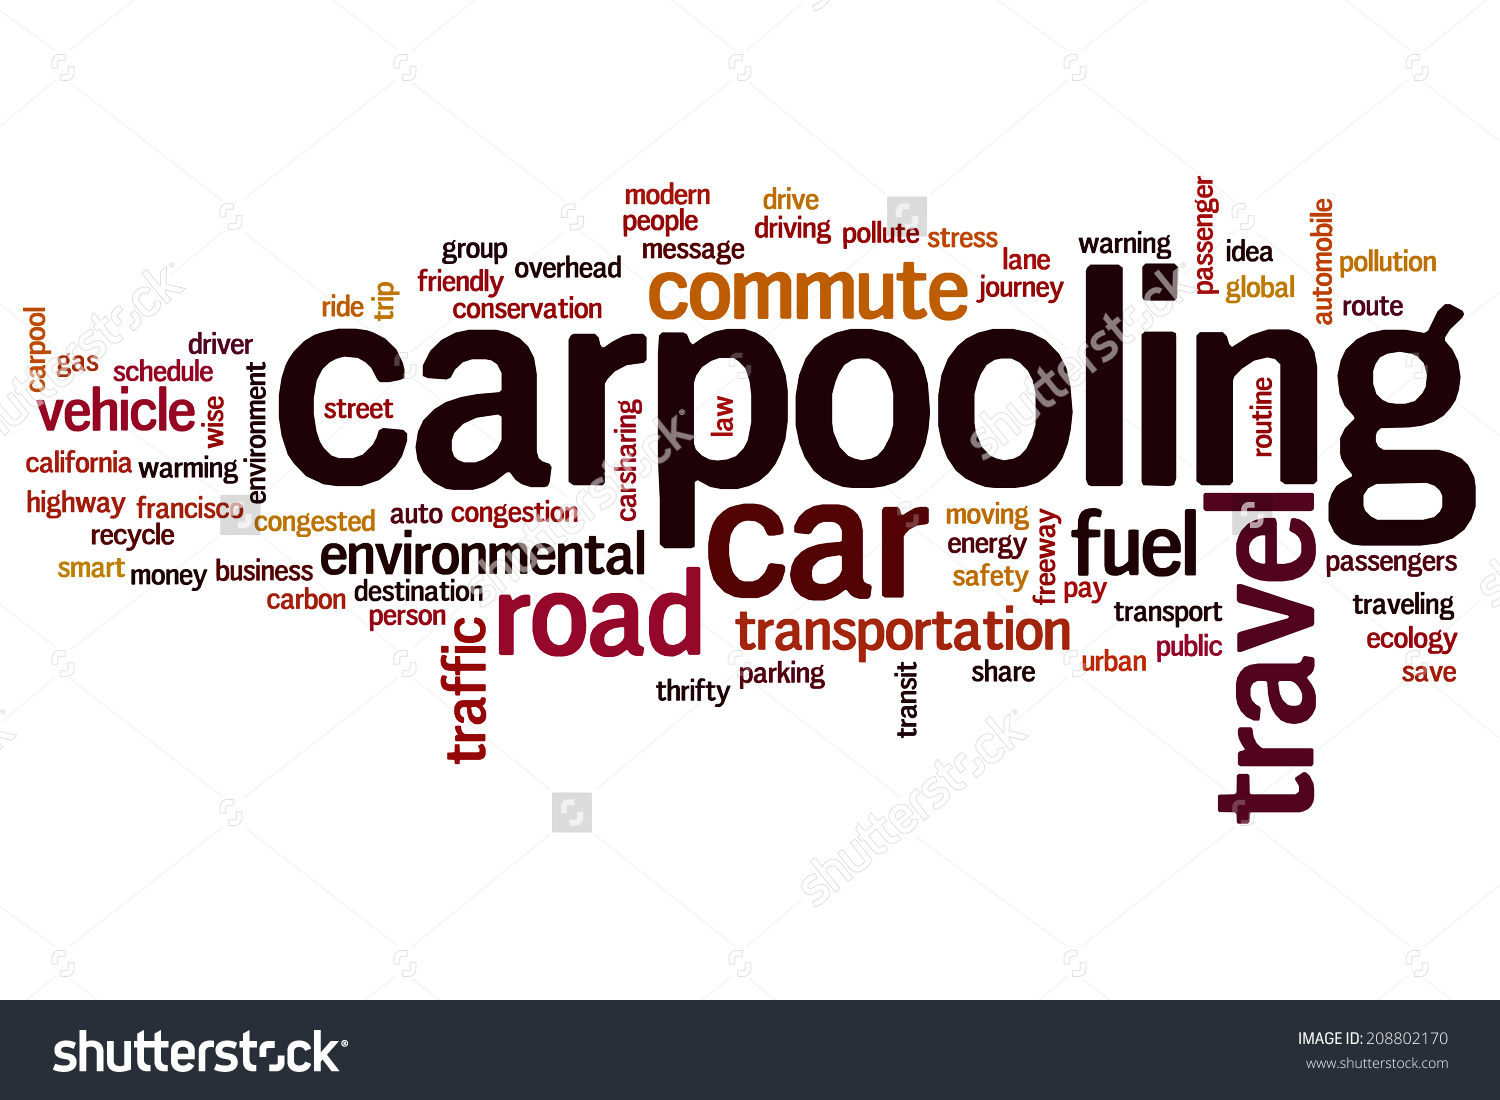 modern
people
message
drive
driving
pollute
stress
lane
journey
warning
passenger
idea
global
automobile
pollution
route
group
overhead
friendly
conservation
commute
ride
trip
carpooling
carpool
gas
driver
schedule
vehicle
wise
environment
street
carsharing
law
routine
california
warming
highway
francisco
recycle
congested
auto
congestion
smart
money
business
environmental
carbon
destination
person
road
traffic
car
moving
energy
safety
freeway
fuel
pay
travel
passengers
transportation
transport
public
urban
traveling
ecology
save
thrifty
parking
transit
share
shutterstock
shutterstock
shutterstock
shutterstock
shutterstock
IMAGE ID: 208802170
www.shutterstock.com